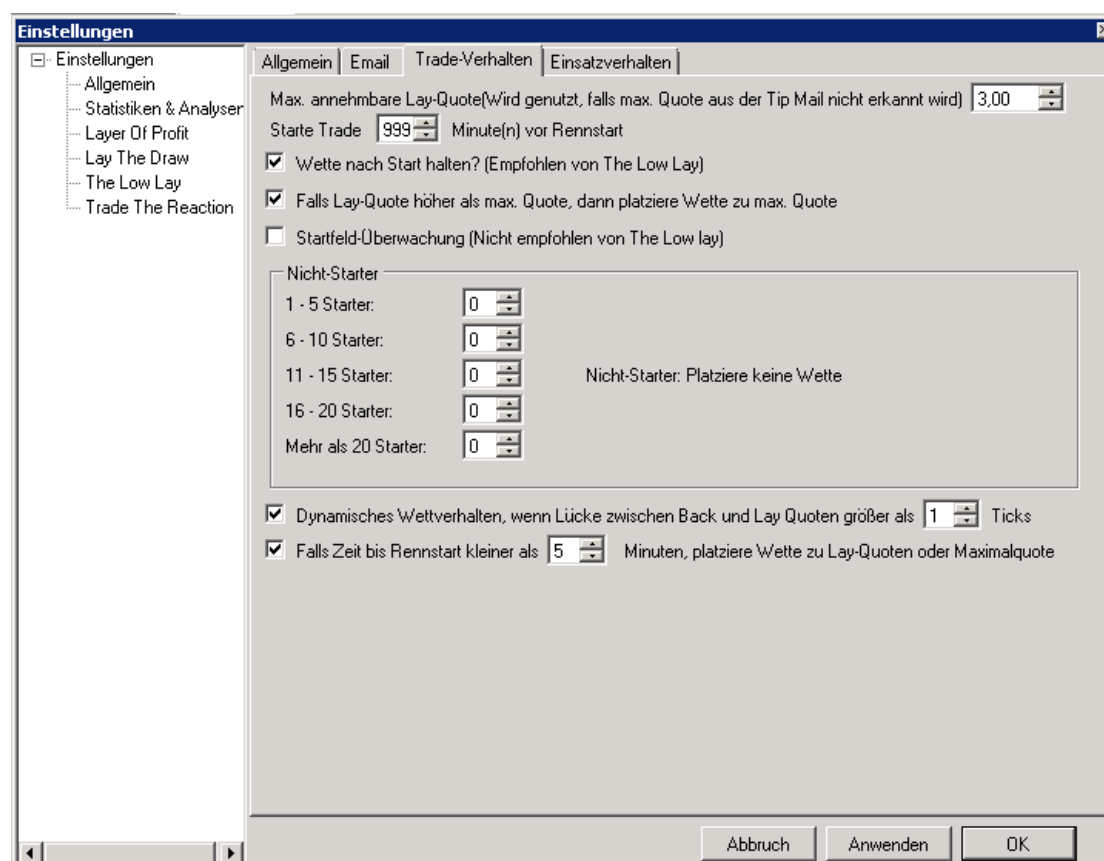 Einstellungen
Einstellungen
Allgemein
Statistiken & Analyser
Layer Of Profit
Lay The Draw
The Low Lay
Trade The Reaction
Allgemein Email Trade-Verhalten Einsatzverhalten
Max. annehmbare Lay-Quote(Wird genutzt, falls max. Quote aus der Tip Mail nicht erkannt wird) 3,00
Starte Trade 999 Minute(n) vor Rennstart
Wette nach Start halten? (Empfohlen von The Low Lay)
Falls Lay-Quote höher als max. Quote, dann platziere Wette zu max. Quote
Startfeld-Überwachung (Nicht empfohlen von The Low lay)
Nicht-Starter
1 - 5 Starter: 0
6 - 10 Starter: 0
11 - 15 Starter: 0 Nicht-Starter: Platziere keine Wette
16 - 20 Starter: 0
Mehr als 20 Starter: 0
Dynamisches Wettverhalten, wenn Lücke zwischen Back und Lay Quoten größer als 1 Ticks
Falls Zeit bis Rennstart kleiner als 5 Minuten, platziere Wette zu Lay-Quoten oder Maximalquote
Abbruch Anwenden OK